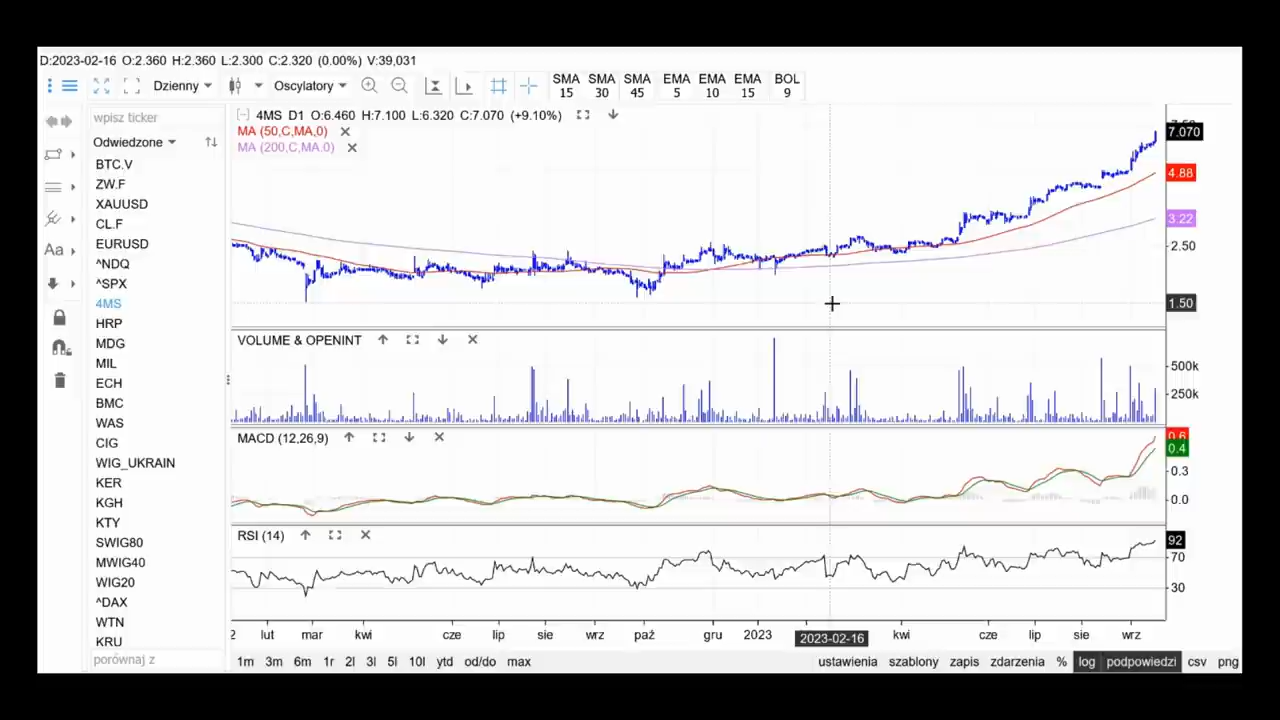 D:2023-02-16 O:2.360 H:2.360 L:2.300 C:2.320 (0.00%) V:39,031
Dzienny Oscylatory SMA 15 SMA 30 SMA 45 EMA 5 EMA 10 EMA 15 BOL 9
wpisz ticker
Odwiedzone
BTC.V
ZW.F
XAUUSD
CL.F
EURUSD
^NDQ
^SPX
4MS
HRP
MDG
MIL
ECH
BMC
WAS
CIG
WIG_UKRAIN
KER
KGH
KTY
SWIG80
MWIG40
WIG20
^DAX
WTN
KRU
porównaj z
Aa
4MS D1 O:6.460 H:7.100 L:6.320 C:7.070 (+9.10%)
MA (50,C,MA,0)
MA (200,C,MA.0)
7.070
4.88
3.22
2.50
1.50
VOLUME & OPENINT
500k
250k
MACD (12,26,9)
0.6
0.4
0.3
0.0
RSI (14)
92
70
30
2 lut mar kwi cze lip sie wrz paź gru 2023 2023-02-16 kwi cze lip sie wrz
1m 3m 6m 1r 2l 3l 5l 10l ytd od/do max ustawienia szablony zapis zdarzenia % log podpowiedzi csv png